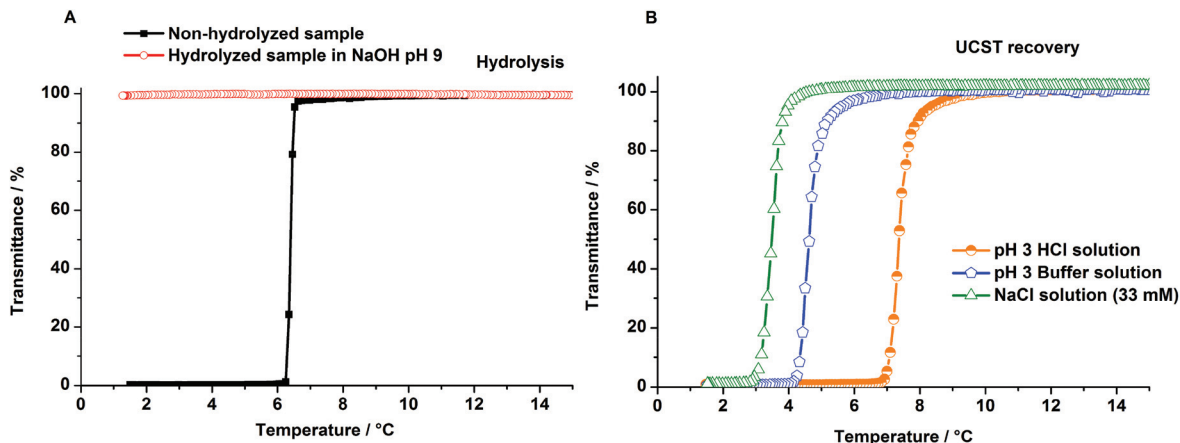 A
Non-hydrolyzed sample
Hydrolyzed sample in NaOH pH 9
Hydrolysis
100
80
60
40
20
0
Transmittance / %
0 2 4 6 8 10 12 14
Temperature / °C
B
UCST recovery
100
80
60
40
20
0
Transmittance / %
pH 3 HCl solution
pH 3 Buffer solution
NaCl solution (33 mM)
0 2 4 6 8 10 12 14
Temperature / °C